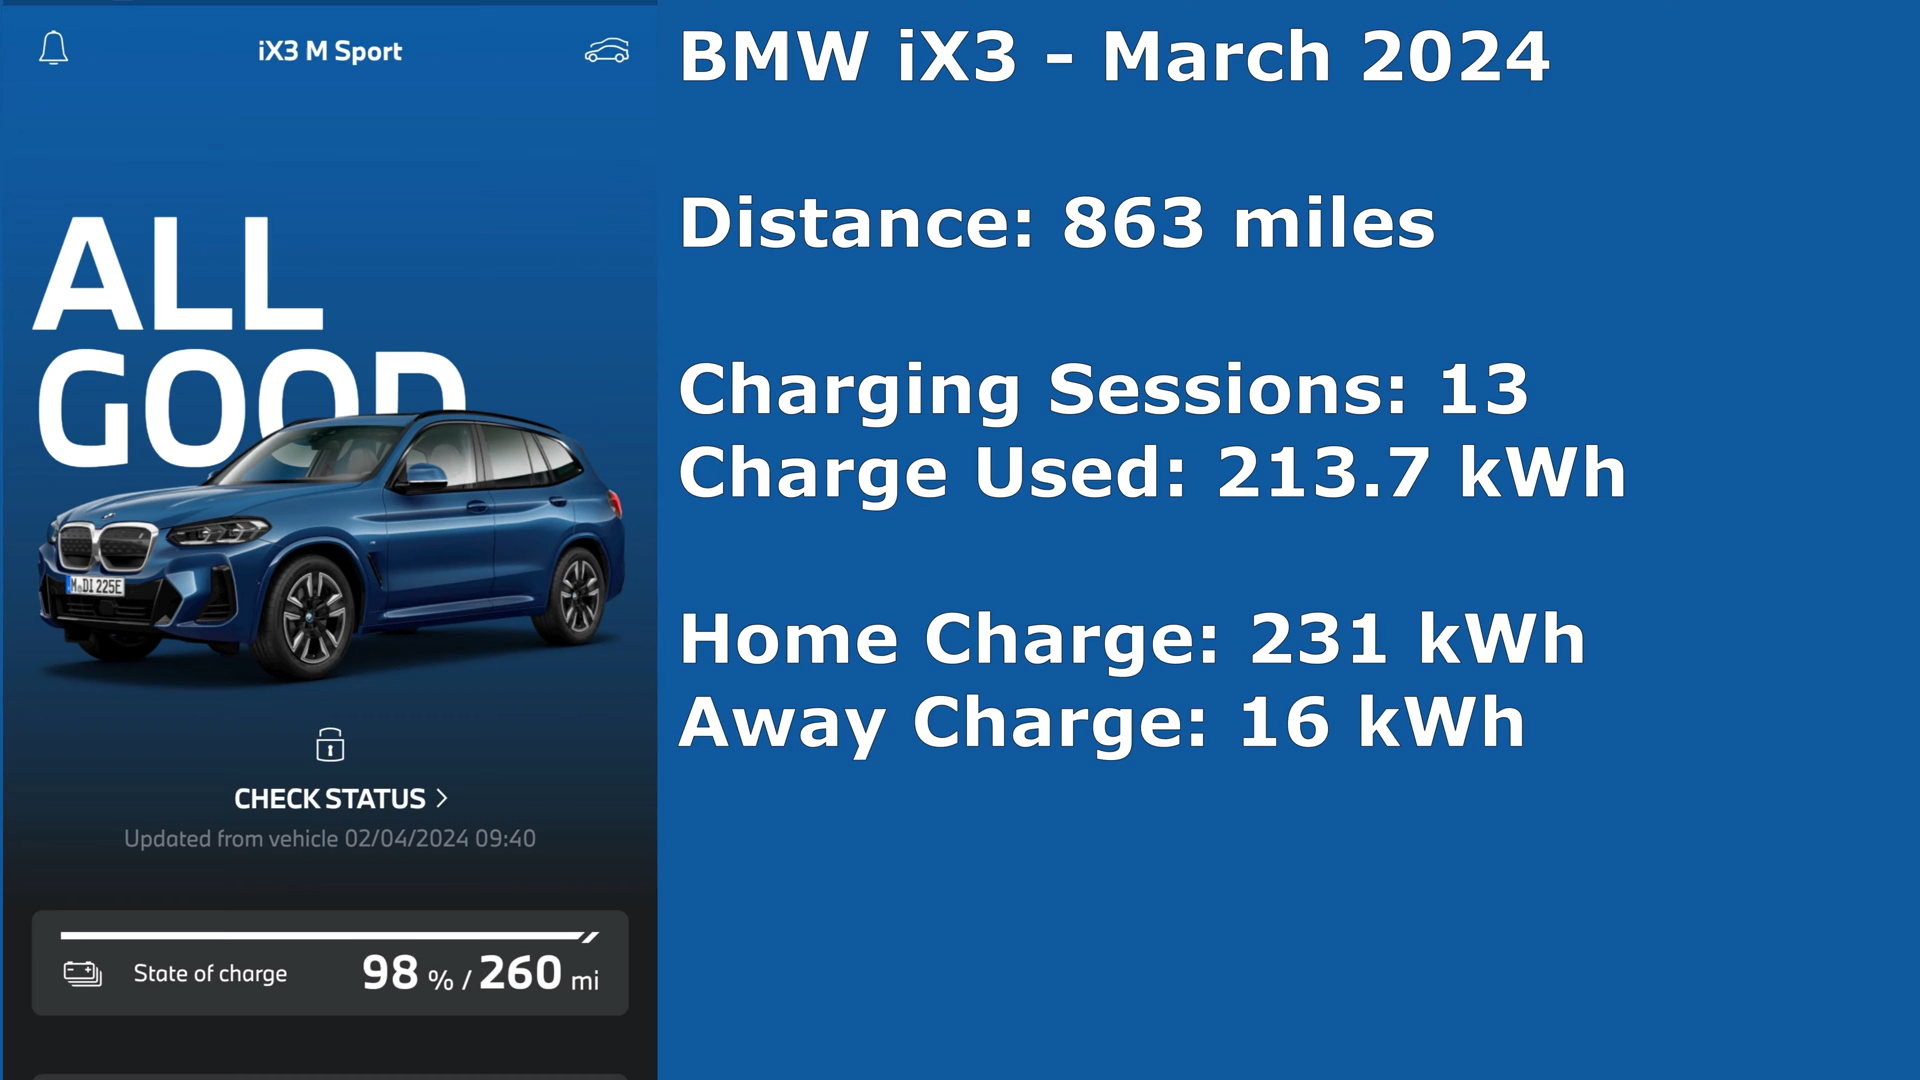 iX3 M Sport
ALL
GOOD
M DI 225E
CHECK STATUS >
Updated from vehicle 02/04/2024 09:40
State of charge 98 % / 260 mi
BMW iX3 - March 2024
Distance: 863 miles
Charging Sessions: 13
Charge Used: 213.7 kWh
Home Charge: 231 kWh
Away Charge: 16 kWh